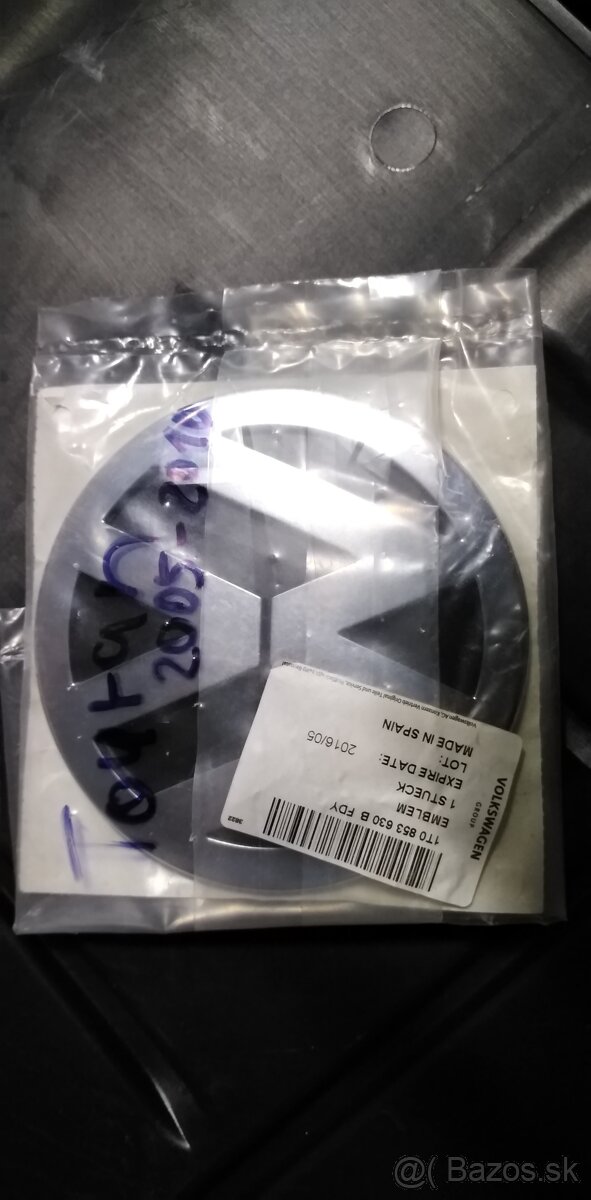 Touran
2005-2010
VOLKSWAGEN
GROUP
1T0 853 630 B FDY
EMBLEM
1 STUECK
EXPIRE DATE:
LOT: 2016/05
MADE IN SPAIN
3622
@( Bazos.sk